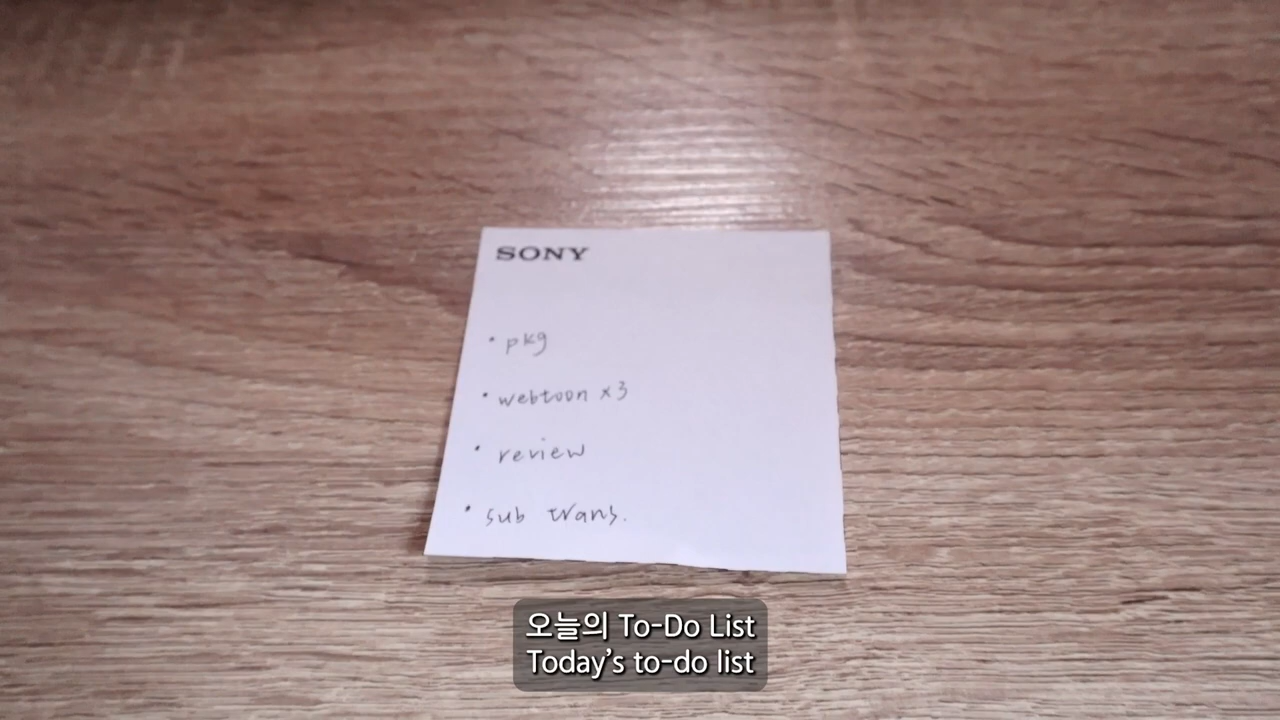 SONY
• pkg
• webtoon x3
• review
• sub trans.
오늘의 To-Do List
Today's to-do list